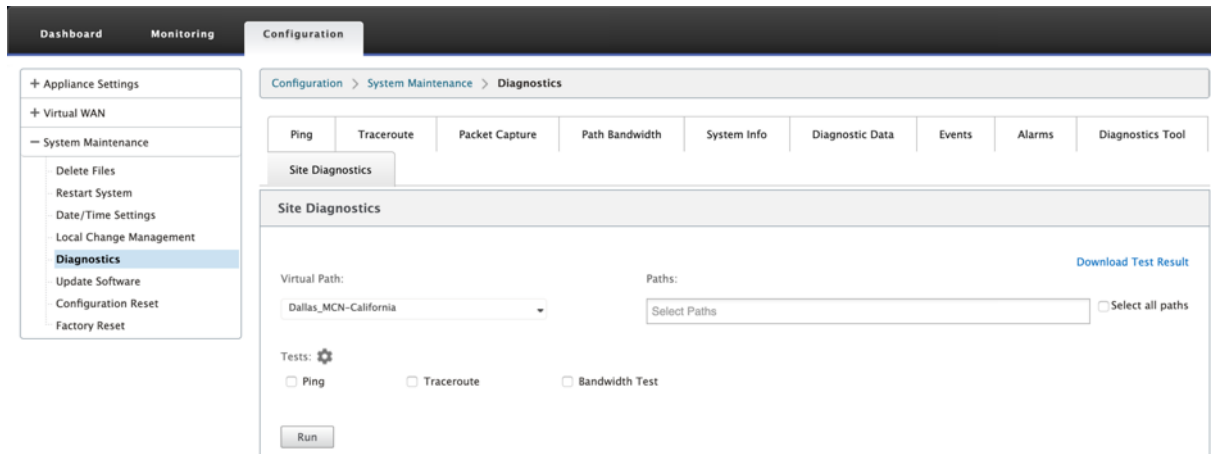 Dashboard Monitoring Configuration
+ Appliance Settings
+ Virtual WAN
− System Maintenance
Delete Files
Restart System
Date/Time Settings
Local Change Management
Diagnostics
Update Software
Configuration Reset
Factory Reset
Configuration > System Maintenance > Diagnostics
Ping Traceroute Packet Capture Path Bandwidth System Info Diagnostic Data Events Alarms Diagnostics Tool
Site Diagnostics
Site Diagnostics
Download Test Result
Virtual Path: Paths:
Dallas_MCN-California Select Paths Select all paths
Tests:
Ping Traceroute Bandwidth Test
Run